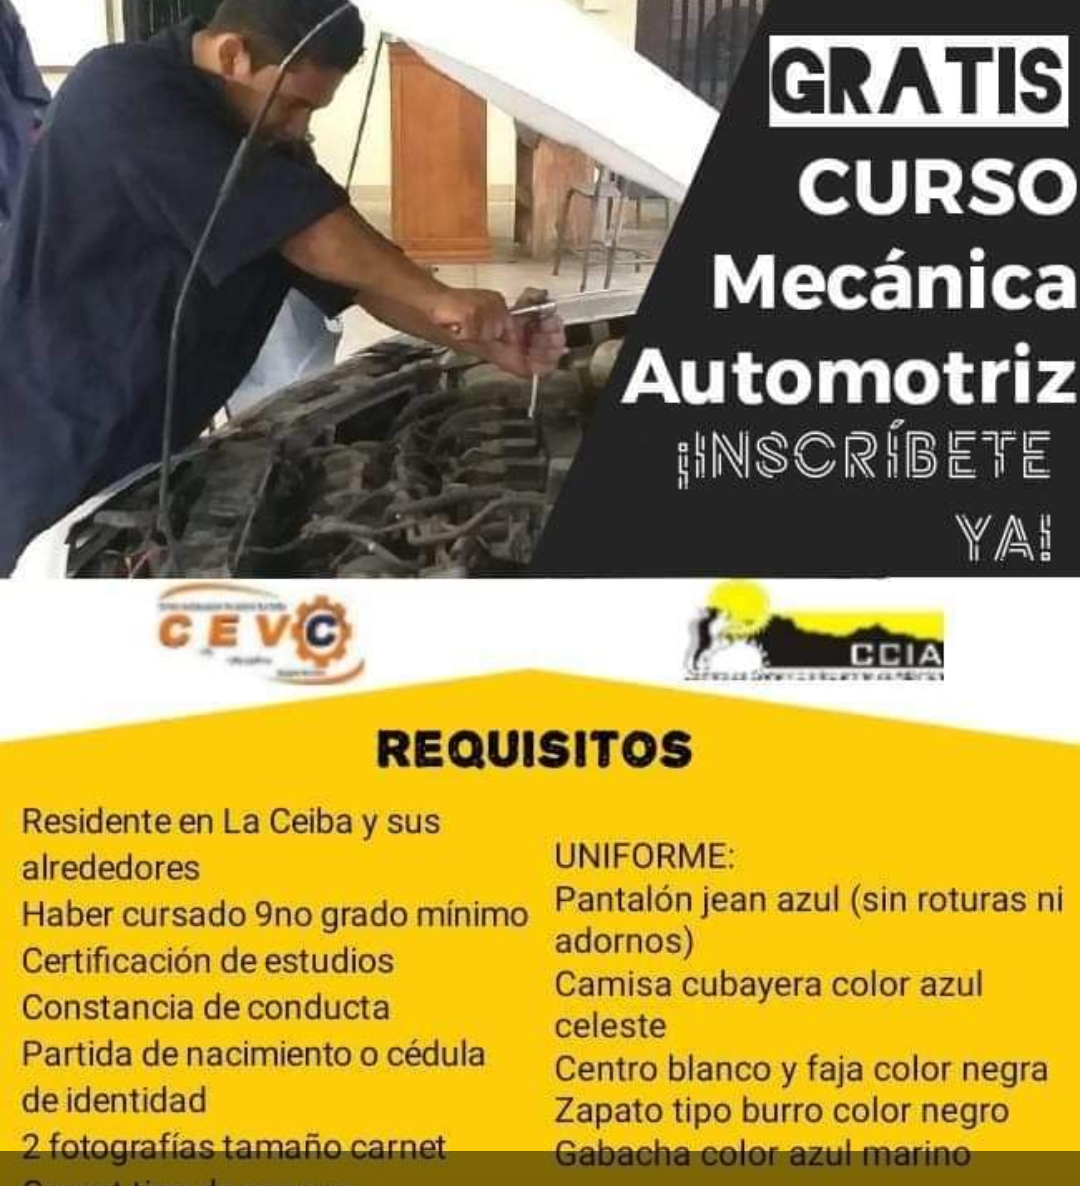 GRATIS
CURSO
Mecánica
Automotriz
¡INSCRÍBETE
YA!
CEVC
CCIA
REQUISITOS
Residente en La Ceiba y sus
alrededores
Haber cursado 9no grado mínimo
Certificación de estudios
Constancia de conducta
Partida de nacimiento o cédula
de identidad
2 fotografías tamaño carnet
UNIFORME:
Pantalón jean azul (sin roturas ni
adornos)
Camisa cubayera color azul
celeste
Centro blanco y faja color negra
Zapato tipo burro color negro
Gabacha color azul marino